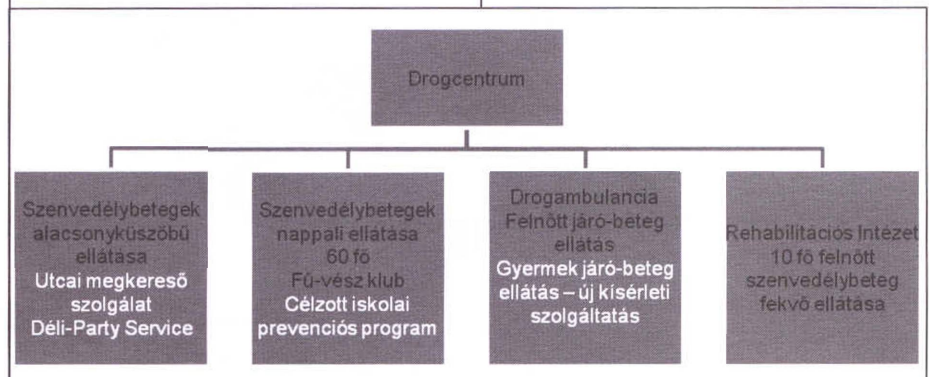 Drogcentrum
Szenvedélybetegek
alacsonyküszöbű
ellátása
Utcai megkereső
szolgálat
Déli-Party Service
Szenvedélybetegek
nappali ellátása
60 fő
Fű-vész klub
Célzott iskolai
prevenciós program
Drogambulancia
Felnőtt járó-beteg
ellátás
Gyermek járó-beteg
ellátás – új kísérleti
szolgáltatás
Rehabilitációs Intézet
10 fő felnőtt
szenvedélybeteg
fekvő ellátása